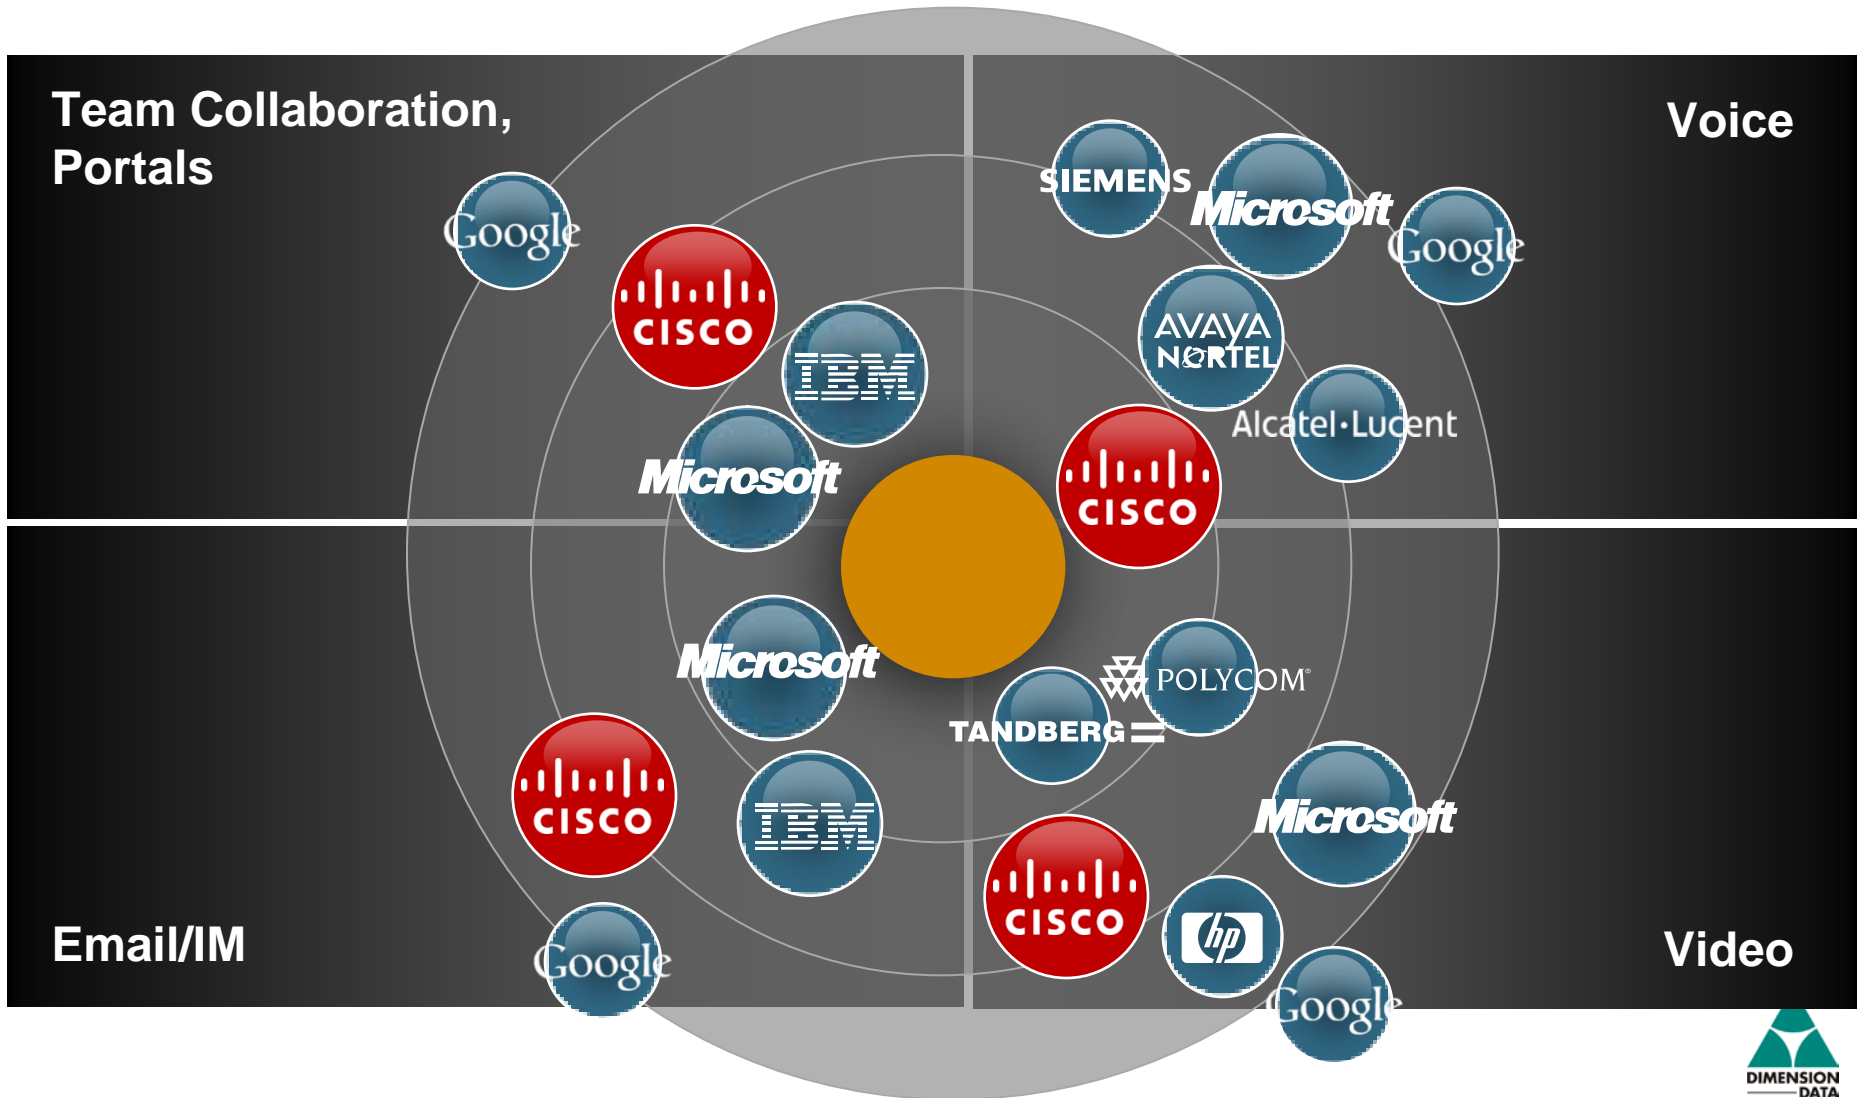 Team Collaboration,
Portals
Voice
SIEMENS
Microsoft
Google
Google
CISCO
AVAYA
NORTEL
IBM
Alcatel·Lucent
Microsoft
CISCO
Microsoft
POLYCOM®
TANDBERG
CISCO
IBM
Microsoft
CISCO
hp
Email/IM
Video
Google
Google
DIMENSION
DATA